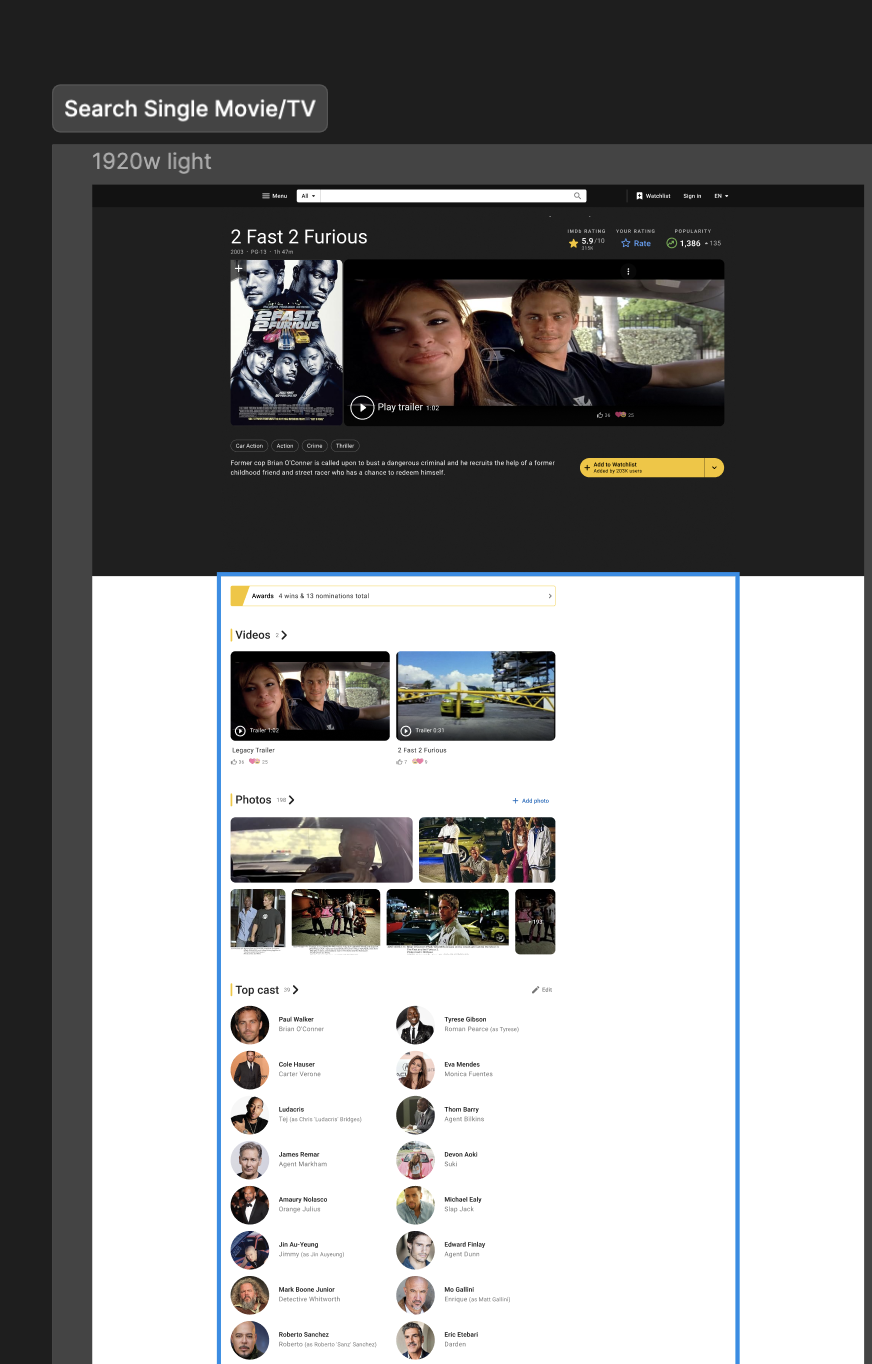 Search Single Movie/TV
1920w light
Menu
All
Watchlist
Sign in
EN
2 Fast 2 Furious
2003 · PG-13 · 1h 47m
IMDb RATING
5.9/10
315K
YOUR RATING
Rate
POPULARITY
1,386
135
2FAST
2FURIOUS
Play trailer 1:02
36
25
Car Action
Action
Crime
Thriller
Former cop Brian O'Conner is called upon to bust a dangerous criminal and he recruits the help of a former
childhood friend and street racer who has a chance to redeem himself.
Add to Watchlist
Added by 203K users
Awards 4 wins & 13 nominations total
Videos 2
Trailer 1:02
Trailer 0:31
Legacy Trailer
2 Fast 2 Furious
36
25
7
6
Photos 198
Add photo
+193
Top cast 39
Edit
Paul Walker
Brian O'Conner
Tyrese Gibson
Roman Pearce (as Tyrese)
Cole Hauser
Carter Verone
Eva Mendes
Monica Fuentes
Ludacris
Tej (as Chris 'Ludacris' Bridges)
Thom Barry
Agent Bilkins
James Remar
Agent Markham
Devon Aoki
Suki
Amaury Nolasco
Orange Julius
Michael Ealy
Slap Jack
Jin Au-Yeung
Jimmy (as Jin Auyeung)
Edward Finlay
Agent Dunn
Mark Boone Junior
Detective Whitworth
Mo Gallini
Enrique (as Matt Gallini)
Roberto Sanchez
Roberto (as Roberto 'Sanz' Sanchez)
Eric Etebari
Darden